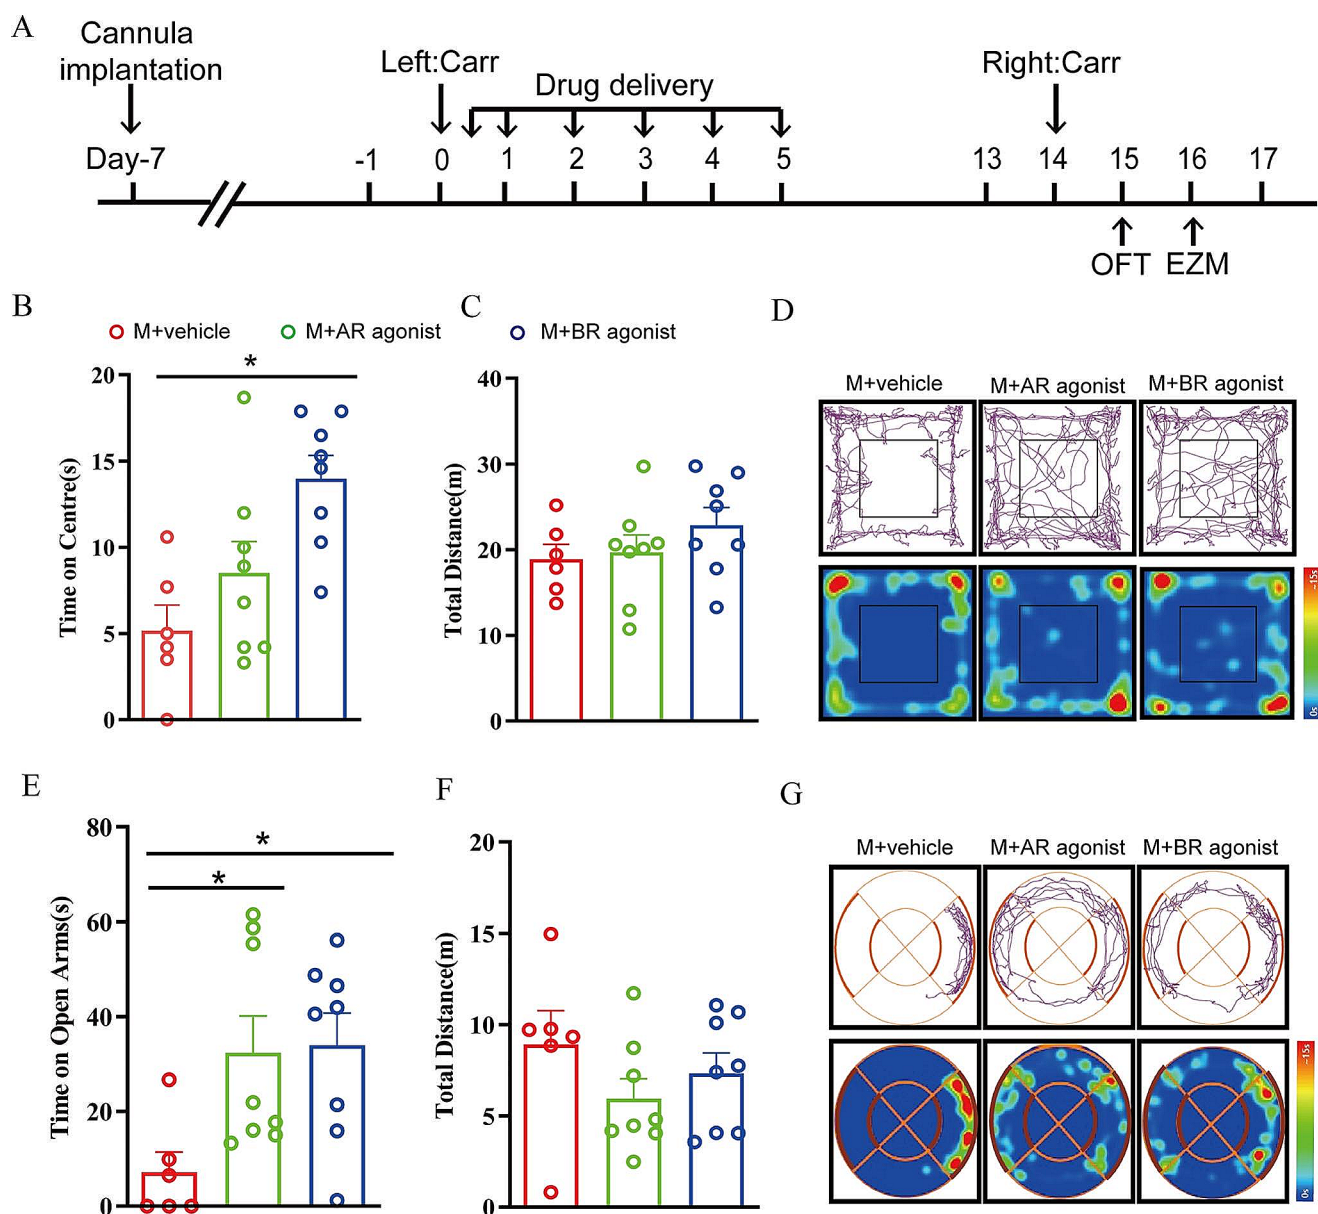 A
Cannula
implantation
Left:Carr
Drug delivery
Right:Carr
Day-7
-1
0
1
2
3
4
5
13
14
15
16
17
OFT
EZM
B
C
D
M+vehicle
M+AR agonist
M+BR agonist
*
Time on Centre(s)
20
15
10
5
0
Total Distance(m)
40
30
20
10
0
M+vehicle
M+AR agonist
M+BR agonist
~15s
0s
E
F
G
*
*
Time on Open Arms(s)
80
60
40
20
0
Total Distance(m)
20
15
10
5
0
M+vehicle
M+AR agonist
M+BR agonist
~15s
0s